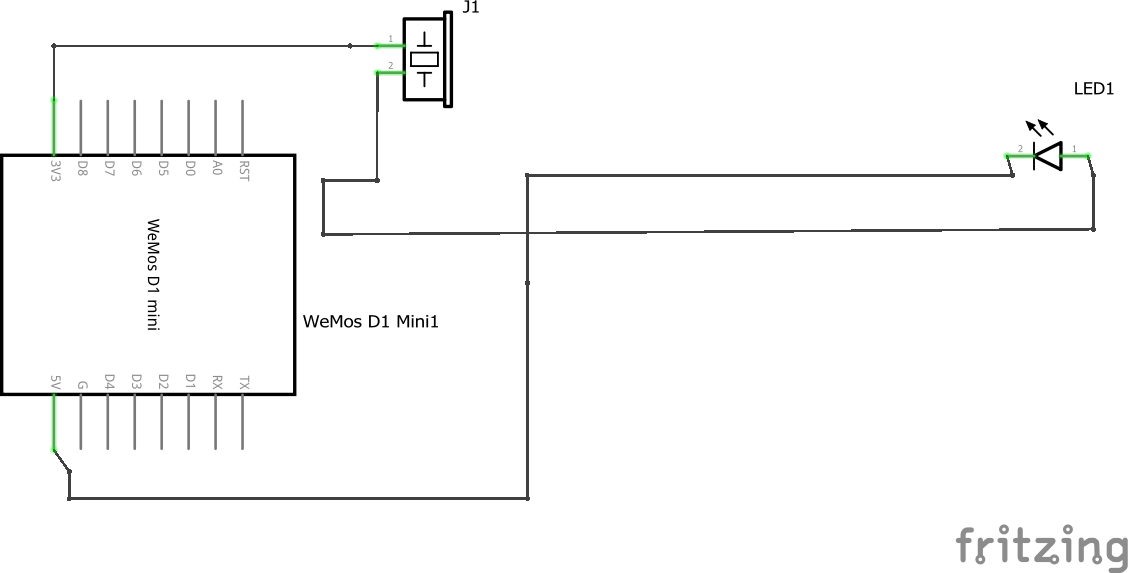 J1
1
2
LED1
2
1
3V3
D8
D7
D6
D5
D0
A0
RST
WeMos D1 mini
WeMos D1 Mini1
5V
G
D4
D3
D2
D1
RX
TX
fritzing